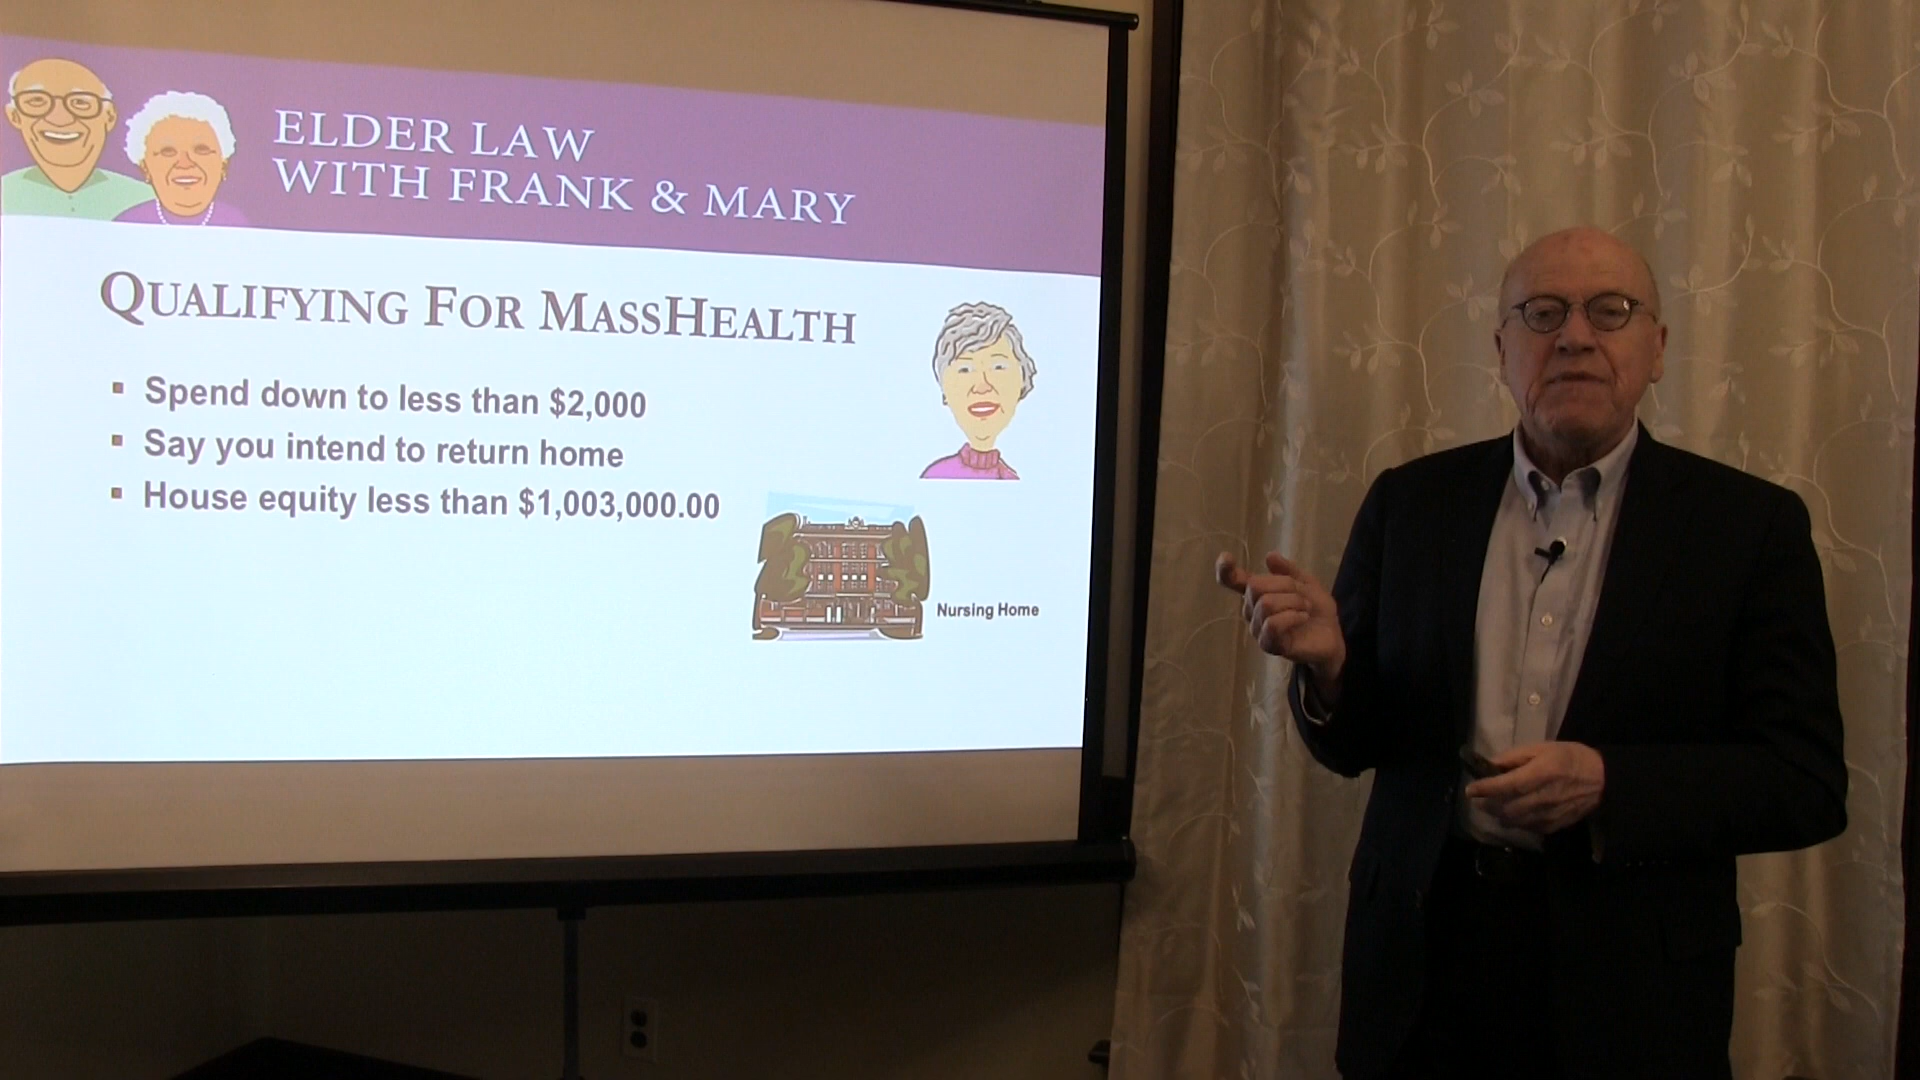 ELDER LAW
WITH FRANK & MARY
QUALIFYING FOR MASSHEALTH
▪ Spend down to less than $2,000
▪ Say you intend to return home
▪ House equity less than $1,003,000.00
Nursing Home